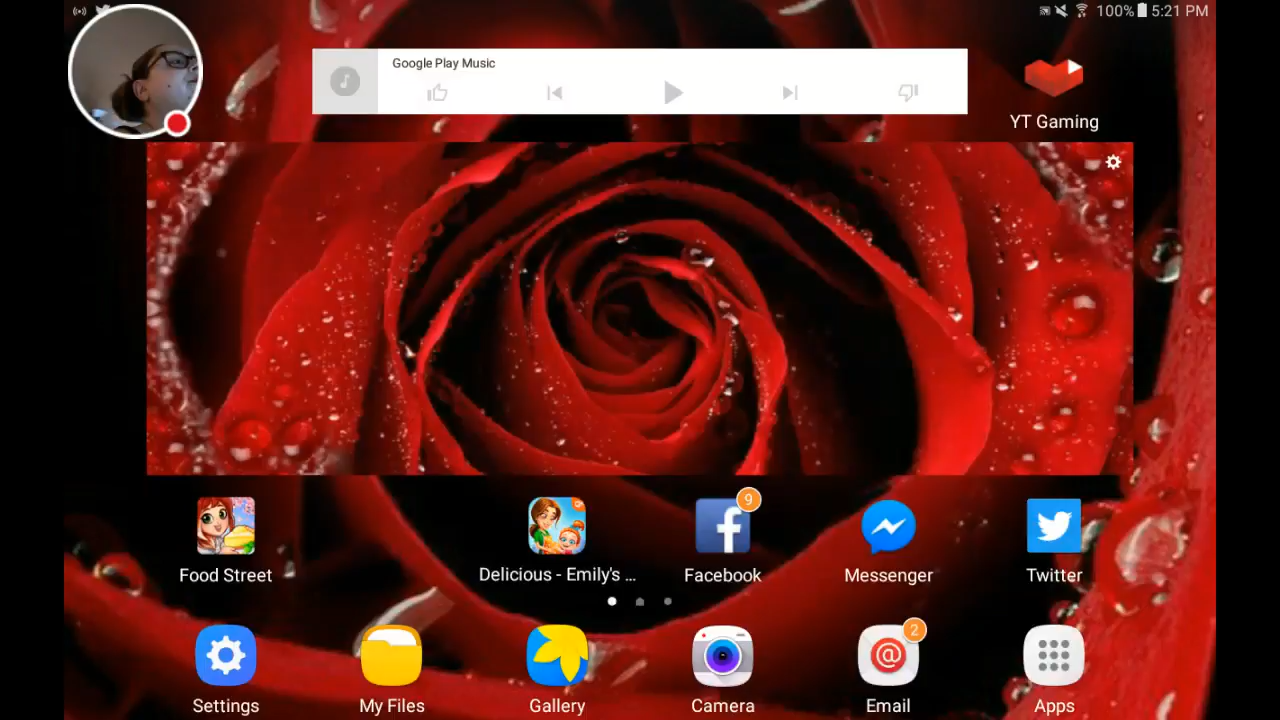 100% 5:21 PM
Google Play Music
YT Gaming
9
Food Street
Delicious - Emily's ...
Facebook
Messenger
Twitter
2
Settings
My Files
Gallery
Camera
Email
Apps